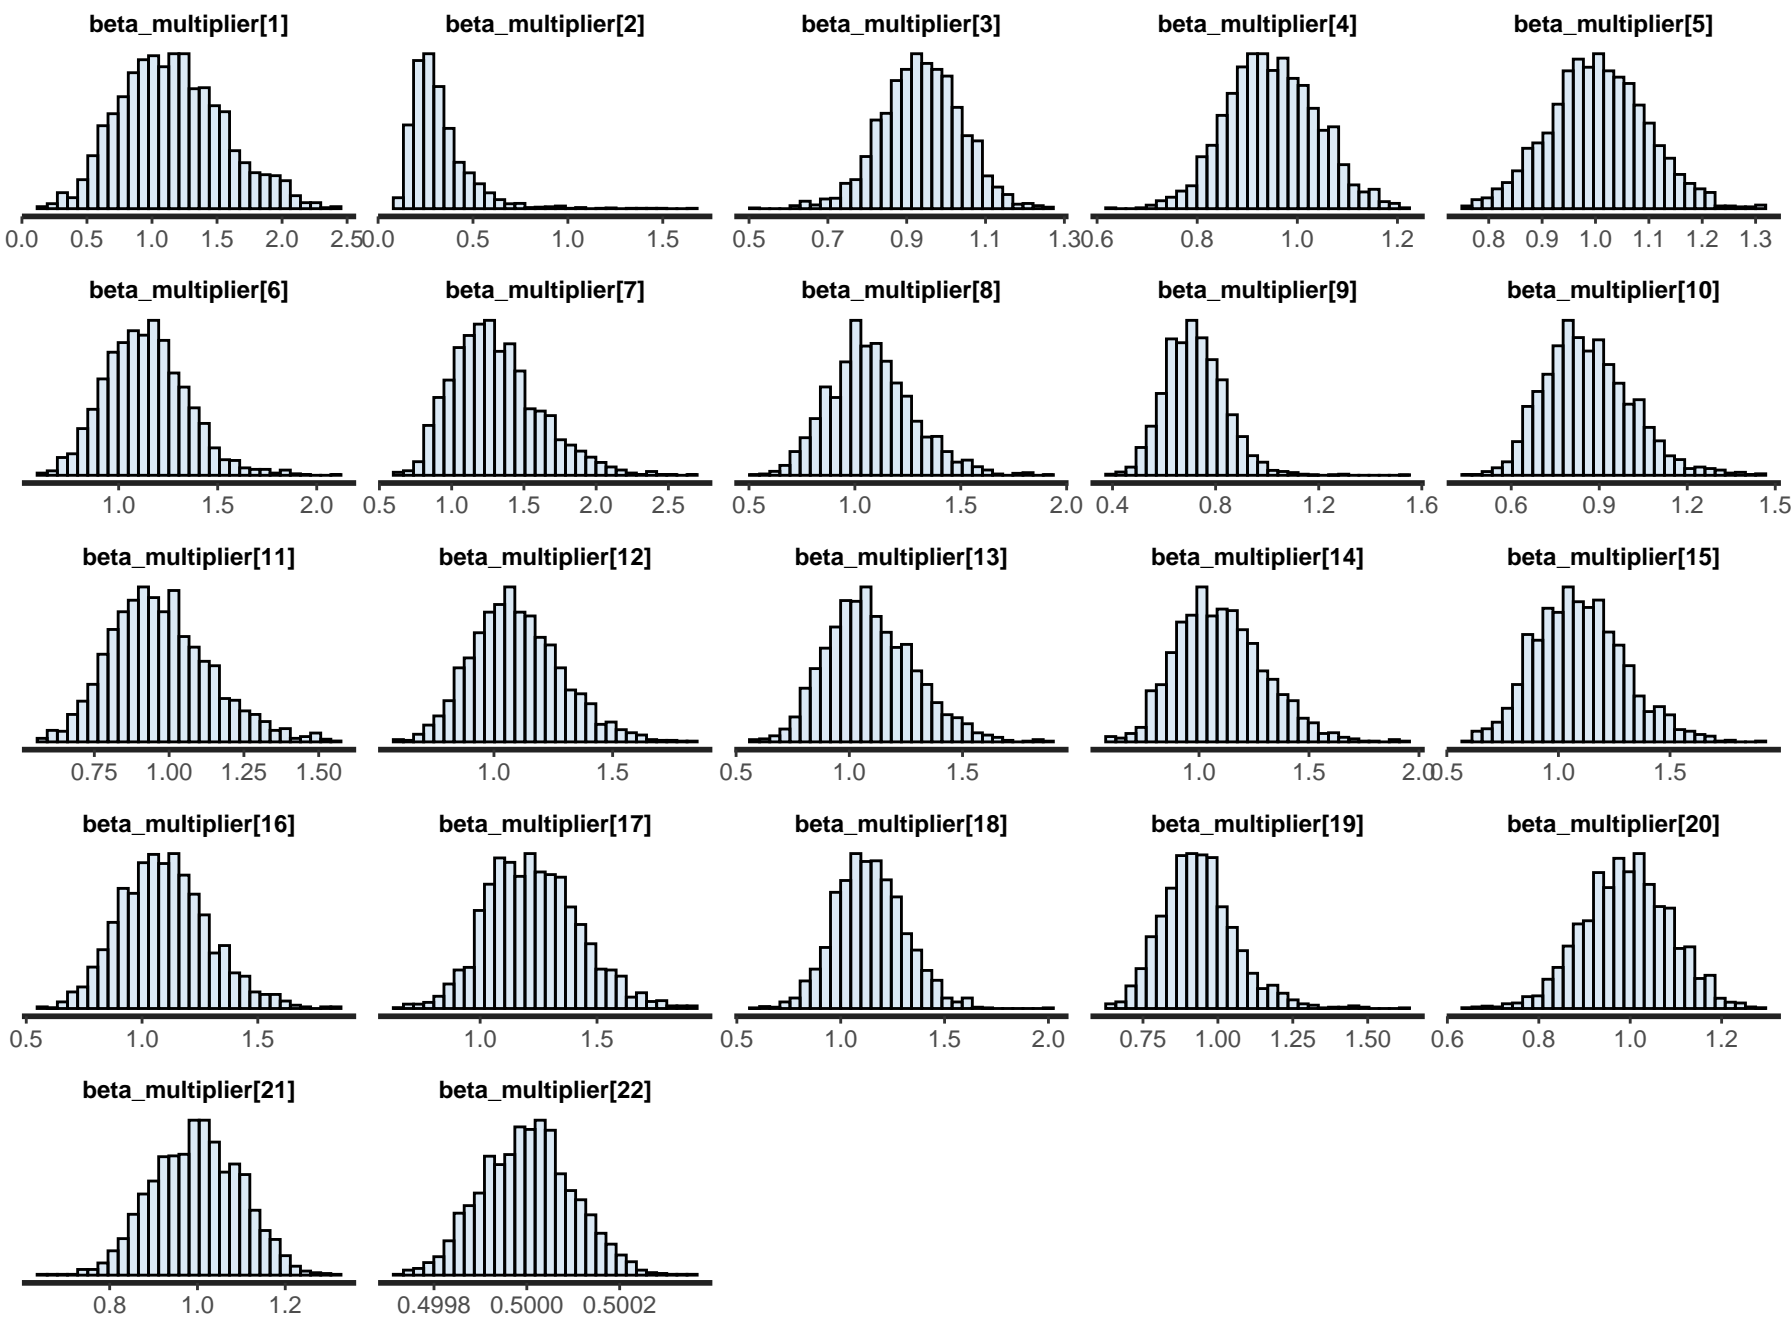 beta_multiplier[1] beta_multiplier[2] beta_multiplier[3] beta_multiplier[4] beta_multiplier[5]
0.0 0.5 1.0 1.5 2.0 2.5 0.0 0.5 1.0 1.5 0.5 0.7 0.9 1.1 1.3 0.6 0.8 1.0 1.2 0.8 0.9 1.0 1.1 1.2 1.3
beta_multiplier[6] beta_multiplier[7] beta_multiplier[8] beta_multiplier[9] beta_multiplier[10]
1.0 1.5 2.0 0.5 1.0 1.5 2.0 2.5 0.5 1.0 1.5 2.0 0.4 0.8 1.2 1.6 0.6 0.9 1.2 1.5
beta_multiplier[11] beta_multiplier[12] beta_multiplier[13] beta_multiplier[14] beta_multiplier[15]
0.75 1.00 1.25 1.50 1.0 1.5 0.5 1.0 1.5 1.0 1.5 2.0 0.5 1.0 1.5
beta_multiplier[16] beta_multiplier[17] beta_multiplier[18] beta_multiplier[19] beta_multiplier[20]
0.5 1.0 1.5 1.0 1.5 0.5 1.0 1.5 2.0 0.75 1.00 1.25 1.50 0.6 0.8 1.0 1.2
beta_multiplier[21] beta_multiplier[22]
0.8 1.0 1.2 0.4998 0.5000 0.5002